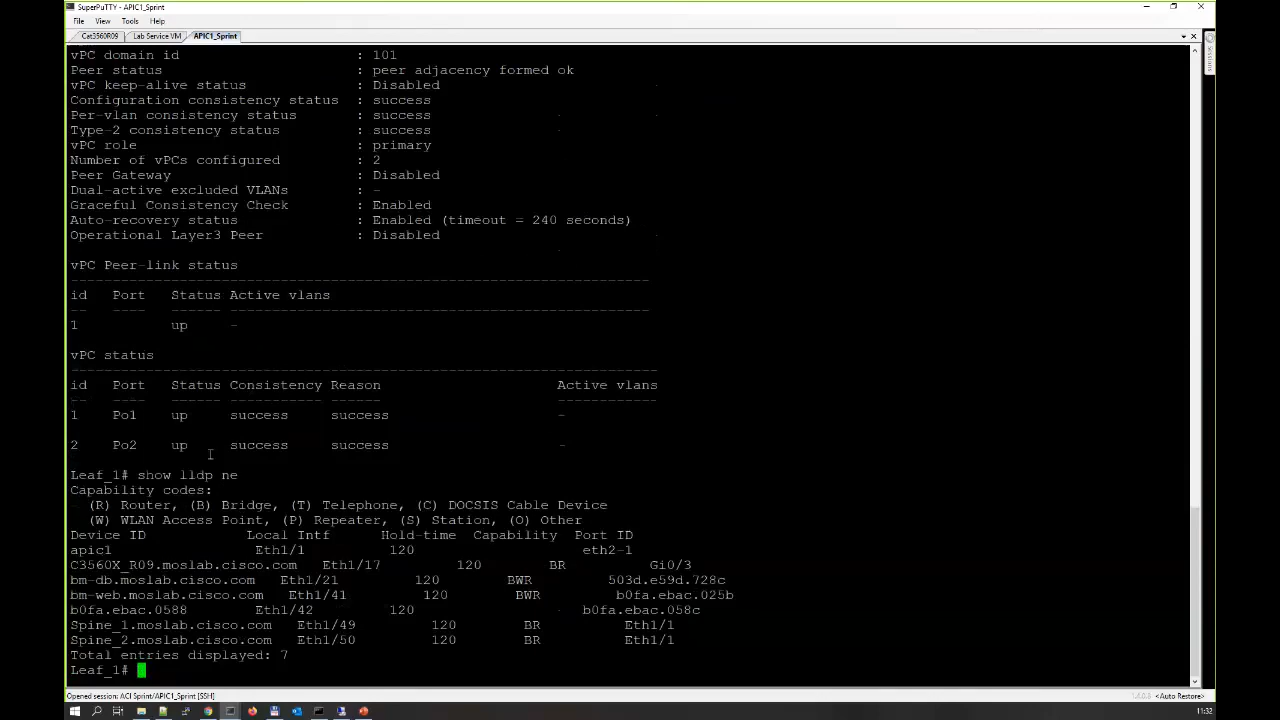 SuperPuTTY - APIC1_Sprint
File View Tools Help
Cat3560R09 Lab Service VM APIC1_Sprint
vPC domain id : 101
Peer status : peer adjacency formed ok
vPC keep-alive status : Disabled
Configuration consistency status : success
Per-vlan consistency status : success
Type-2 consistency status : success
vPC role : primary
Number of vPCs configured : 2
Peer Gateway : Disabled
Dual-active excluded VLANs : -
Graceful Consistency Check : Enabled
Auto-recovery status : Enabled (timeout = 240 seconds)
Operational Layer3 Peer : Disabled
vPC Peer-link status
---------------------------------------------------------------------
id Port Status Active vlans
-- ---- ------ --------------------------------------------------
1 up -
vPC status
----------------------------------------------------------------------
id Port Status Consistency Reason Active vlans
-- ---- ------ ----------- ------ ------------
1 Po1 up success success -
2 Po2 up success success -
Leaf_1# show lldp ne
Capability codes:
(R) Router, (B) Bridge, (T) Telephone, (C) DOCSIS Cable Device
(W) WLAN Access Point, (P) Repeater, (S) Station, (O) Other
Device ID Local Intf Hold-time Capability Port ID
apic1 Eth1/1 120 eth2-1
C3560X_R09.moslab.cisco.com Eth1/17 120 BR Gi0/3
bm-db.moslab.cisco.com Eth1/21 120 BWR 503d.e59d.728c
bm-web.moslab.cisco.com Eth1/41 120 BWR b0fa.ebac.025b
b0fa.ebac.0588 Eth1/42 120 b0fa.ebac.058c
Spine_1.moslab.cisco.com Eth1/49 120 BR Eth1/1
Spine_2.moslab.cisco.com Eth1/50 120 BR Eth1/1
Total entries displayed: 7
Leaf_1#
Opened session: ACI Sprint/APIC1_Sprint [SSH]
<Auto Restore>
11:32